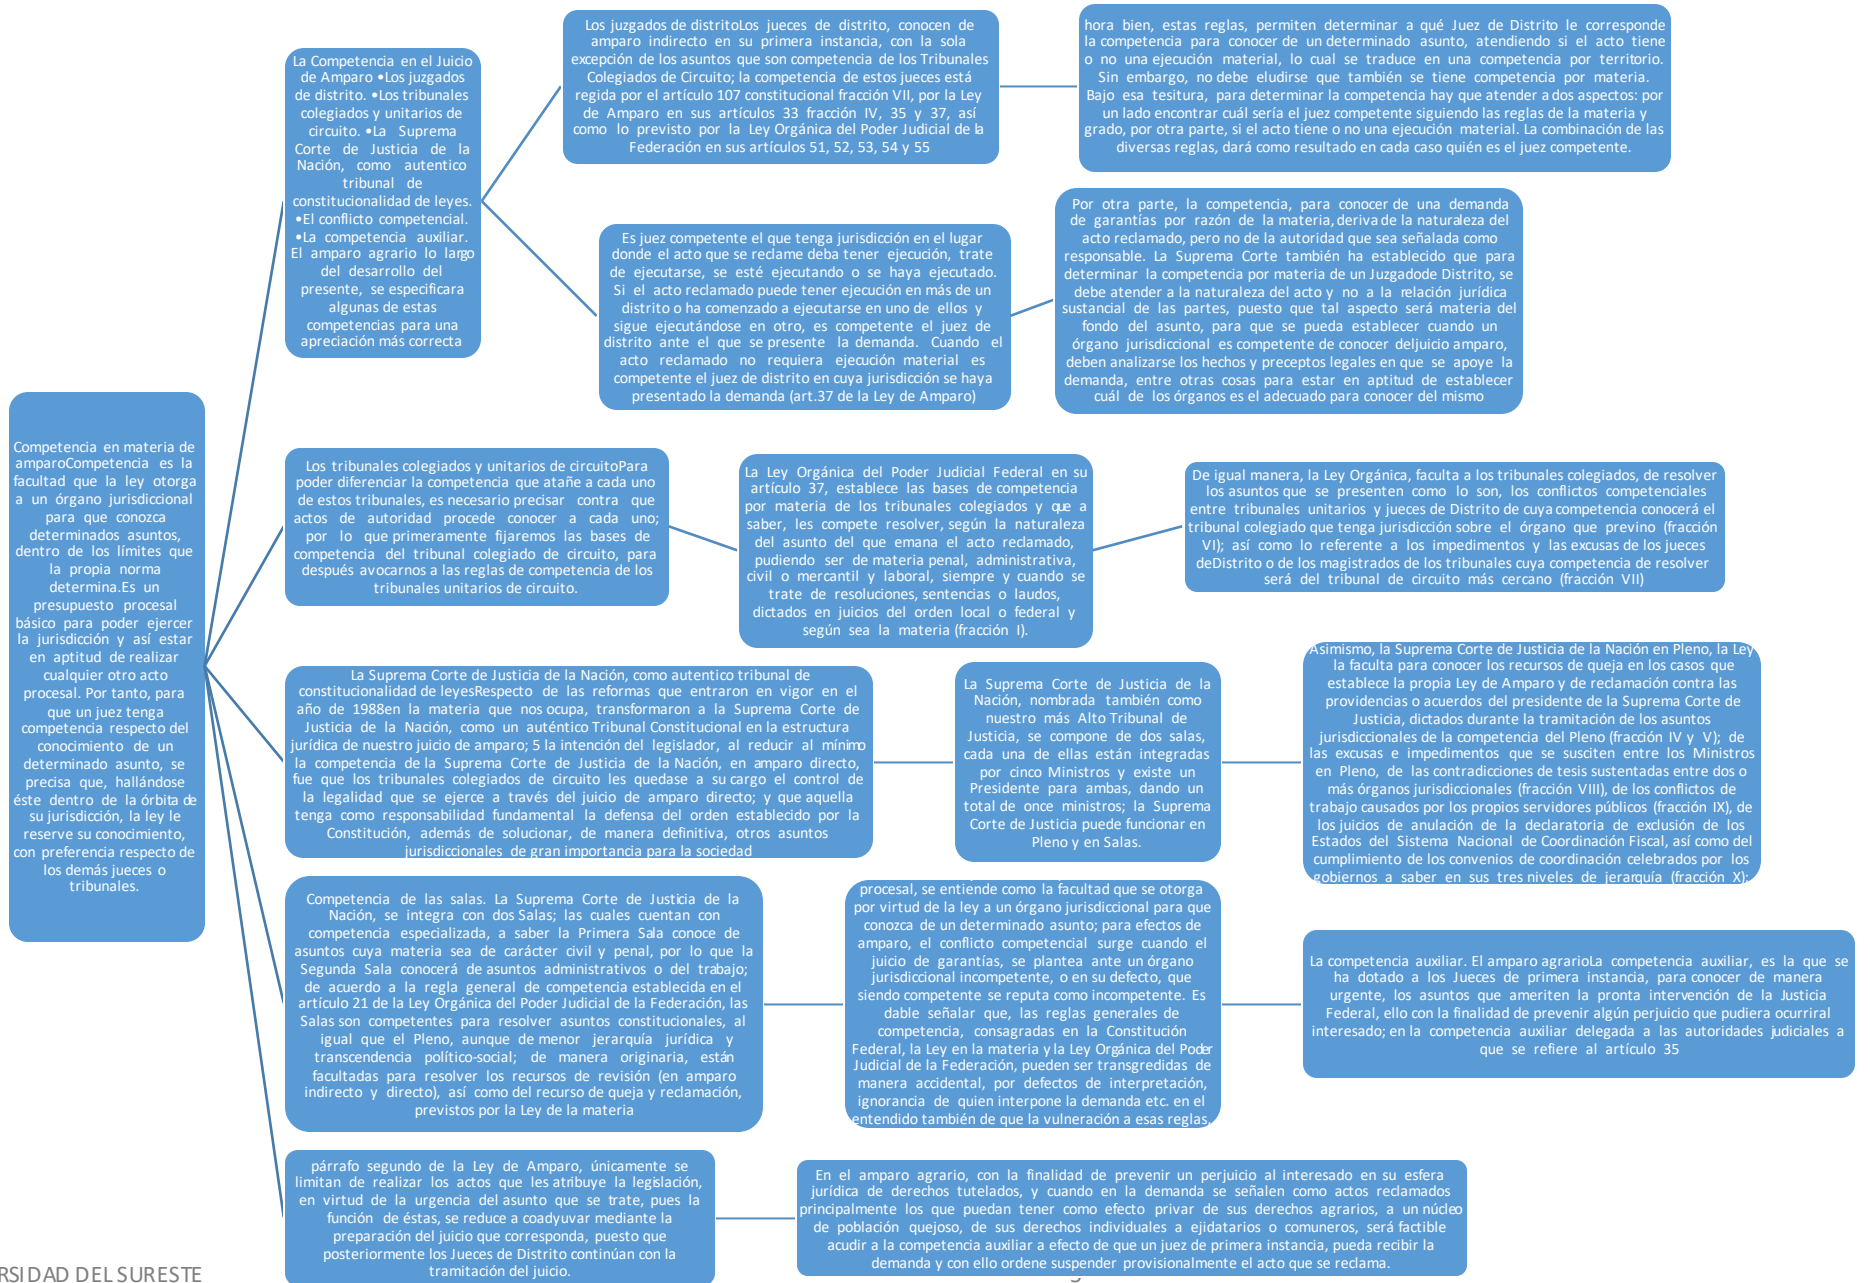 Competencia en materia de
amparoCompetencia es la
facultad que la ley otorga
a un órgano jurisdiccional
para que conozca
determinados asuntos,
dentro de los límites que
la propia norma
determina.Es un
presupuesto procesal
básico para poder ejercer
la jurisdicción y así estar
en aptitud de realizar
cualquier otro acto
procesal. Por tanto, para
que un juez tenga
competencia respecto del
conocimiento de un
determinado asunto, se
precisa que, hallándose
éste dentro de la órbita de
su jurisdicción, la ley le
reserve su conocimiento,
con preferencia respecto de
los demás jueces o
tribunales.
La Competencia en el Juicio
de Amparo •Los juzgados
de distrito. •Los tribunales
colegiados y unitarios de
circuito. •La Suprema
Corte de Justicia de la
Nación, como autentico
tribunal de
constitucionalidad de leyes.
•El conflicto competencial.
•La competencia auxiliar.
El amparo agrario lo largo
del desarrollo del
presente, se especificara
algunas de estas
competencias para una
apreciación más correcta
Los juzgados de distritoLos jueces de distrito, conocen de
amparo indirecto en su primera instancia, con la sola
excepción de los asuntos que son competencia de los Tribunales
Colegiados de Circuito; la competencia de estos jueces está
regida por el artículo 107 constitucional fracción VII, por la Ley
de Amparo en sus artículos 33 fracción IV, 35 y 37, así
como lo previsto por la Ley Orgánica del Poder Judicial de la
Federación en sus artículos 51, 52, 53, 54 y 55
hora bien, estas reglas, permiten determinar a qué Juez de Distrito le corresponde
la competencia para conocer de un determinado asunto, atendiendo si el acto tiene
o no una ejecución material, lo cual se traduce en una competencia por territorio.
Sin embargo, no debe eludirse que también se tiene competencia por materia.
Bajo esa tesitura, para determinar la competencia hay que atender a dos aspectos: por
un lado encontrar cuál sería el juez competente siguiendo las reglas de la materia y
grado, por otra parte, si el acto tiene o no una ejecución material. La combinación de las
diversas reglas, dará como resultado en cada caso quién es el juez competente.
Es juez competente el que tenga jurisdicción en el lugar
donde el acto que se reclame deba tener ejecución, trate
de ejecutarse, se esté ejecutando o se haya ejecutado.
Si el acto reclamado puede tener ejecución en más de un
distrito o ha comenzado a ejecutarse en uno de ellos y
sigue ejecutándose en otro, es competente el juez de
distrito ante el que se presente la demanda. Cuando el
acto reclamado no requiera ejecución material es
competente el juez de distrito en cuya jurisdicción se haya
presentado la demanda (art.37 de la Ley de Amparo)
Por otra parte, la competencia, para conocer de una demanda
de garantías por razón de la materia, deriva de la naturaleza del
acto reclamado, pero no de la autoridad que sea señalada como
responsable. La Suprema Corte también ha establecido que para
determinar la competencia por materia de un Juzgadode Distrito, se
debe atender a la naturaleza del acto y no a la relación jurídica
sustancial de las partes, puesto que tal aspecto será materia del
fondo del asunto, para que se pueda establecer cuando un
órgano jurisdiccional es competente de conocer deljuicio amparo,
deben analizarse los hechos y preceptos legales en que se apoye la
demanda, entre otras cosas para estar en aptitud de establecer
cuál de los órganos es el adecuado para conocer del mismo
Los tribunales colegiados y unitarios de circuitoPara
poder diferenciar la competencia que atañe a cada uno
de estos tribunales, es necesario precisar contra que
actos de autoridad procede conocer a cada uno;
por lo que primeramente fijaremos las bases de
competencia del tribunal colegiado de circuito, para
después avocarnos a las reglas de competencia de los
tribunales unitarios de circuito.
La Ley Orgánica del Poder Judicial Federal en su
artículo 37, establece las bases de competencia
por materia de los tribunales colegiados y que a
saber, les compete resolver, según la naturaleza
del asunto del que emana el acto reclamado,
pudiendo ser de materia penal, administrativa,
civil o mercantil y laboral, siempre y cuando se
trate de resoluciones, sentencias o laudos,
dictados en juicios del orden local o federal y
según sea la materia (fracción I).
De igual manera, la Ley Orgánica, faculta a los tribunales colegiados, de resolver
los asuntos que se presenten como lo son, los conflictos competenciales
entre tribunales unitarios y jueces de Distrito de cuya competencia conocerá el
tribunal colegiado que tenga jurisdicción sobre el órgano que previno (fracción
VI); así como lo referente a los impedimentos y las excusas de los jueces
deDistrito o de los magistrados de los tribunales cuya competencia de resolver
será del tribunal de circuito más cercano (fracción VII)
La Suprema Corte de Justicia de la Nación, como autentico tribunal de
constitucionalidad de leyesRespecto de las reformas que entraron en vigor en el
año de 1988en la materia que nos ocupa, transformaron a la Suprema Corte de
Justicia de la Nación, como un auténtico Tribunal Constitucional en la estructura
jurídica de nuestro juicio de amparo; 5 la intención del legislador, al reducir al mínimo
la competencia de la Suprema Corte de Justicia de la Nación, en amparo directo,
fue que los tribunales colegiados de circuito les quedase a su cargo el control de
la legalidad que se ejerce a través del juicio de amparo directo; y que aquella
tenga como responsabilidad fundamental la defensa del orden establecido por la
Constitución, además de solucionar, de manera definitiva, otros asuntos
jurisdiccionales de gran importancia para la sociedad
La Suprema Corte de Justicia de la
Nación, nombrada también como
nuestro más Alto Tribunal de
Justicia, se compone de dos salas,
cada una de ellas están integradas
por cinco Ministros y existe un
Presidente para ambas, dando un
total de once ministros; la Suprema
Corte de Justicia puede funcionar en
Pleno y en Salas.
Asimismo, la Suprema Corte de Justicia de la Nación en Pleno, la Ley
la faculta para conocer los recursos de queja en los casos que
establece la propia Ley de Amparo y de reclamación contra las
providencias o acuerdos del presidente de la Suprema Corte de
Justicia, dictados durante la tramitación de los asuntos
jurisdiccionales de la competencia del Pleno (fracción IV y V); de
las excusas e impedimentos que se susciten entre los Ministros
en Pleno, de las contradicciones de tesis sustentadas entre dos o
más órganos jurisdiccionales (fracción VIII), de los conflictos de
trabajo causados por los propios servidores públicos (fracción IX), de
los juicios de anulación de la declaratoria de exclusión de los
Estados del Sistema Nacional de Coordinación Fiscal, así como del
cumplimiento de los convenios de coordinación celebrados por los
gobiernos a saber en sus tres niveles de jerarquía (fracción X);
Competencia de las salas. La Suprema Corte de Justicia de la
Nación, se integra con dos Salas; las cuales cuentan con
competencia especializada, a saber la Primera Sala conoce de
asuntos cuya materia sea de carácter civil y penal, por lo que la
Segunda Sala conocerá de asuntos administrativos o del trabajo;
de acuerdo a la regla general de competencia establecida en el
artículo 21 de la Ley Orgánica del Poder Judicial de la Federación, las
Salas son competentes para resolver asuntos constitucionales, al
igual que el Pleno, aunque de menor jerarquía jurídica y
transcendencia político-social; de manera originaria, están
facultadas para resolver los recursos de revisión (en amparo
indirecto y directo), así como del recurso de queja y reclamación,
previstos por la Ley de la materia
procesal, se entiende como la facultad que se otorga
por virtud de la ley a un órgano jurisdiccional para que
conozca de un determinado asunto; para efectos de
amparo, el conflicto competencial surge cuando el
juicio de garantías, se plantea ante un órgano
jurisdiccional incompetente, o en su defecto, que
siendo competente se reputa como incompetente. Es
dable señalar que, las reglas generales de
competencia, consagradas en la Constitución
Federal, la Ley en la materia y la Ley Orgánica del Poder
Judicial de la Federación, pueden ser transgredidas de
manera accidental, por defectos de interpretación,
ignorancia de quien interpone la demanda etc. en el
entendido también de que la vulneración a esas reglas,
La competencia auxiliar. El amparo agrarioLa competencia auxiliar, es la que se
ha dotado a los Jueces de primera instancia, para conocer de manera
urgente, los asuntos que ameriten la pronta intervención de la Justicia
Federal, ello con la finalidad de prevenir algún perjuicio que pudiera ocurriral
interesado; en la competencia auxiliar delegada a las autoridades judiciales a
que se refiere al artículo 35
párrafo segundo de la Ley de Amparo, únicamente se
limitan de realizar los actos que les atribuye la legislación,
en virtud de la urgencia del asunto que se trate, pues la
función de éstas, se reduce a coadyuvar mediante la
preparación del juicio que corresponda, puesto que
posteriormente los Jueces de Distrito continúan con la
tramitación del juicio.
En el amparo agrario, con la finalidad de prevenir un perjuicio al interesado en su esfera
jurídica de derechos tutelados, y cuando en la demanda se señalen como actos reclamados
principalmente los que puedan tener como efecto privar de sus derechos agrarios, a un núcleo
de población quejoso, de sus derechos individuales a ejidatarios o comuneros, será factible
acudir a la competencia auxiliar a efecto de que un juez de primera instancia, pueda recibir la
demanda y con ello ordene suspender provisionalmente el acto que se reclama.
RSIDAD DEL SURESTE